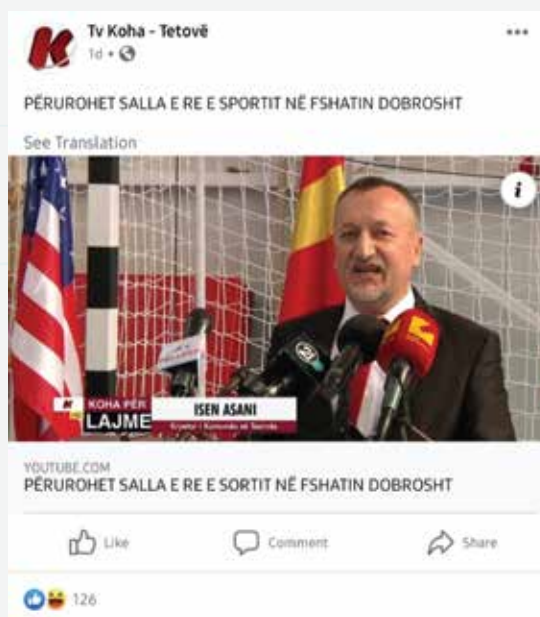 Tv Koha - Tetovë
1d
PËRUROHET SALLA E RE E SPORTIT NË FSHATIN DOBROSHT
See Translation
KOHA PËR
LAJME
ISEN AŞANI
YOUTUBE.COM
PËRUROHET SALLA E RE E SORTIT NË FSHATIN DOBROSHT
Like
Comment
Share
126